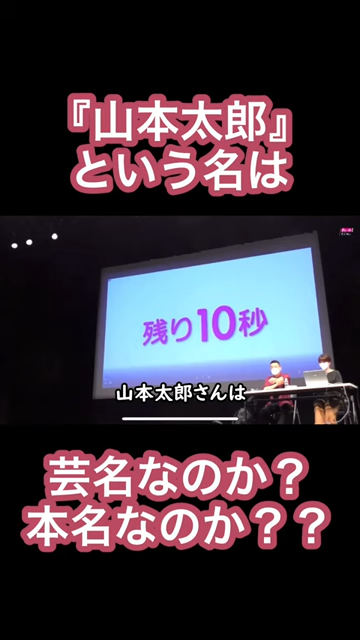 『山本太郎』
という名は
残り10秒
山本太郎さんは
芸名なのか？
本名なのか？？